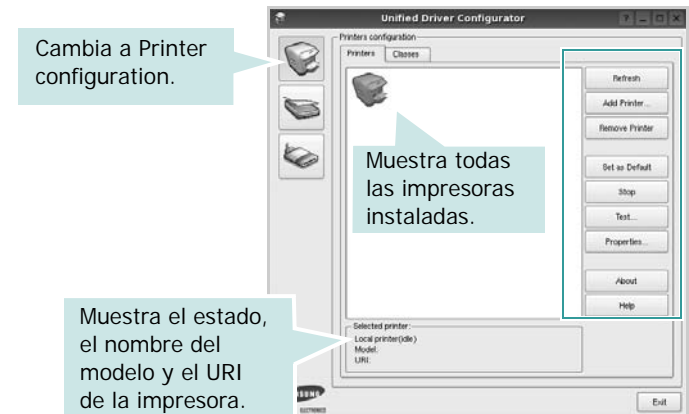 Unified Driver Configurator
Cambia a Printer
configuration.
Printers configuration
Printers
Classes
Refresh
Add Printer...
Remove Printer
Set as Default
Stop
Test...
Properties...
About
Help
Muestra todas
las impresoras
instaladas.
Muestra el estado,
el nombre del
modelo y el URI
de la impresora.
Selected printer:
Local printer(idle)
Model:
URI:
ELECTRONICS
Exit